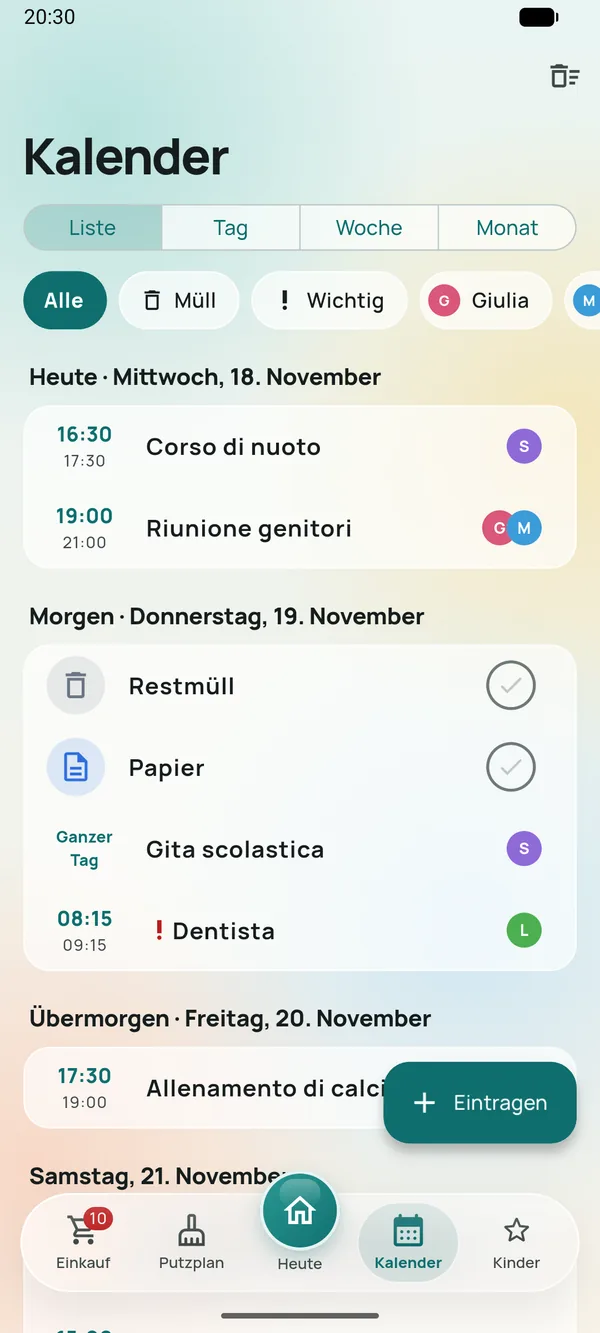 20:30
Kalender
Liste Tag Woche Monat
Alle Müll Wichtig G Giulia M
Heute · Mittwoch, 18. November
16:30
17:30
Corso di nuoto
S
19:00
21:00
Riunione genitori
G M
Morgen · Donnerstag, 19. November
Restmüll
Papier
Ganzer
Tag
Gita scolastica
S
08:15
09:15
! Dentista
L
Übermorgen · Freitag, 20. November
17:30
19:00
Allenamento di
+ Eintragen
Samstag, 21. November
10
Einkauf Putzplan Heute Kalender Kinder